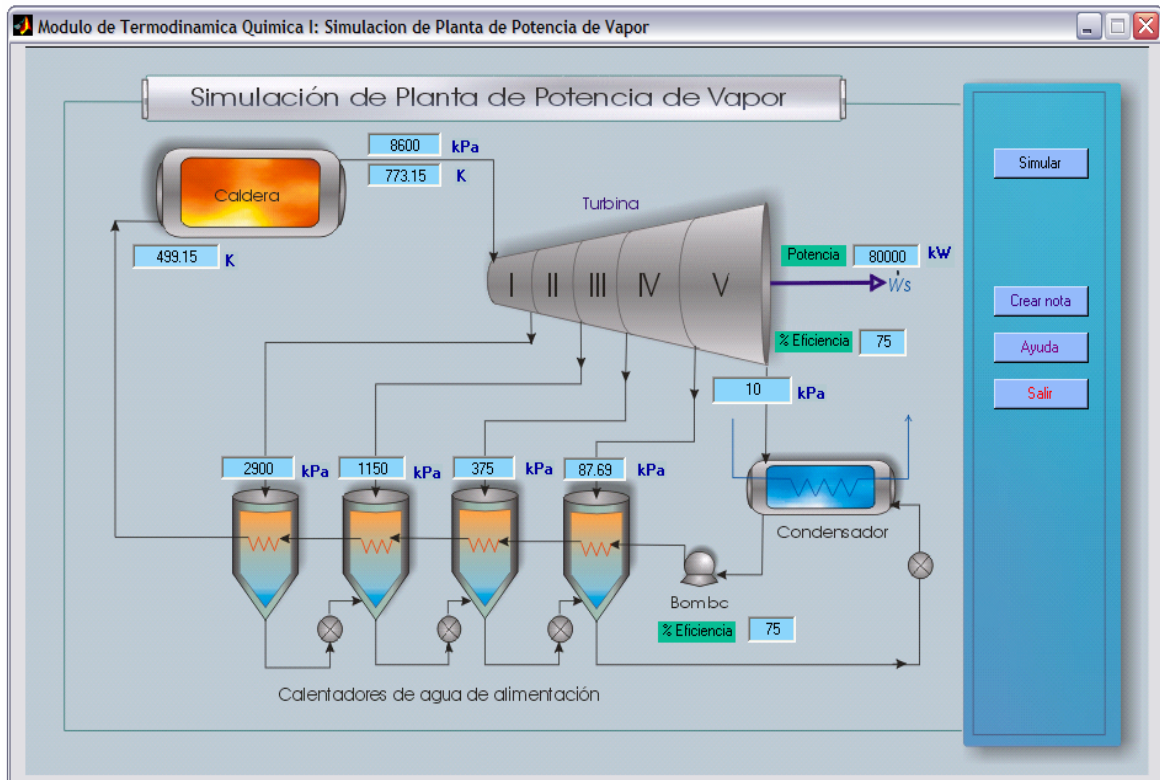 Modulo de Termodinamica Quimica I: Simulacion de Planta de Potencia de Vapor
Simulación de Planta de Potencia de Vapor
8600 kPa
773.15 K
Caldera
499.15 K
Turbina
I II III IV V
Potencia 80000 kW
Ẇs
% Eficiencia 75
10 kPa
2900 kPa 1150 kPa 375 kPa 87.69 kPa
Condensador
Bomba
% Eficiencia 75
Calentadores de agua de alimentación
Simular
Crear nota
Ayuda
Salir